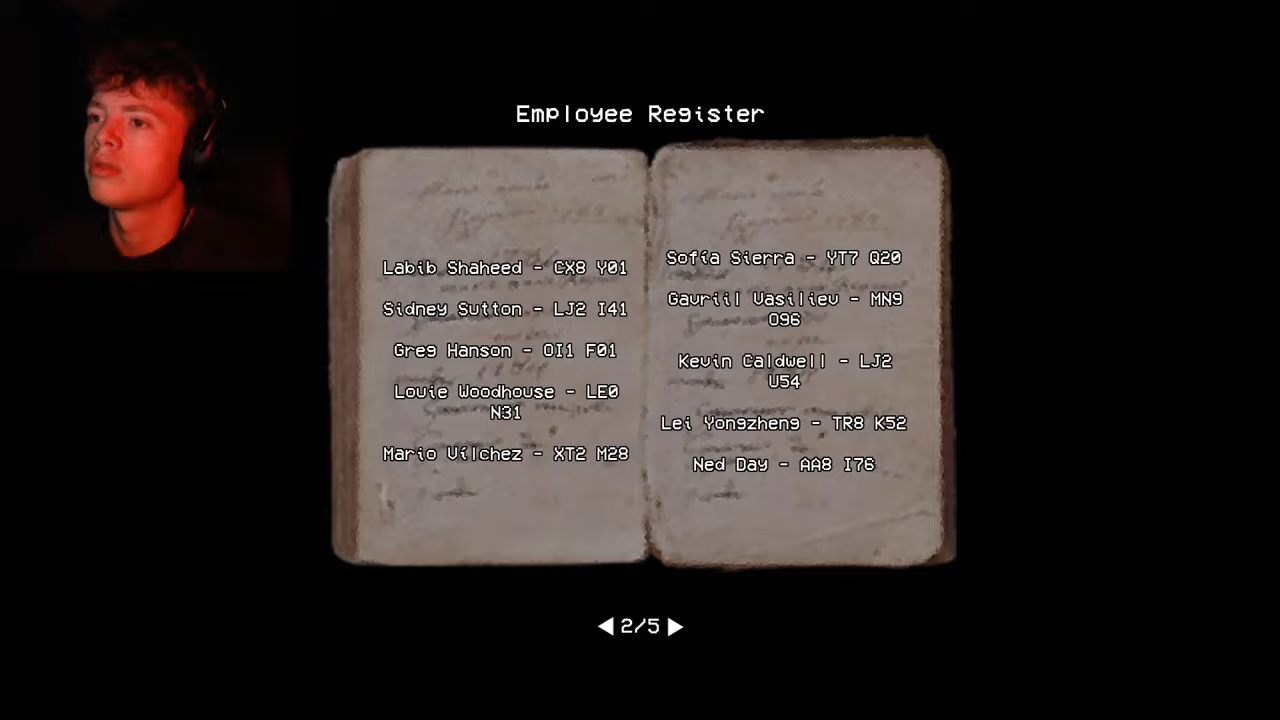 Employee Register
Labib Shaheed - CX8 Y01
Sidney Sutton - LJ2 I41
Greg Hanson - OI1 F01
Louie Woodhouse - LE0
N31
Mario Vílchez - XT2 M28
Sofía Sierra - YT7 Q20
Gavriil Vasiliev - MN9
O96
Kevin Caldwell - LJ2
U54
Lei Yongzheng - TR8 K52
Ned Day - AA8 I76
◀ 2/5 ▶